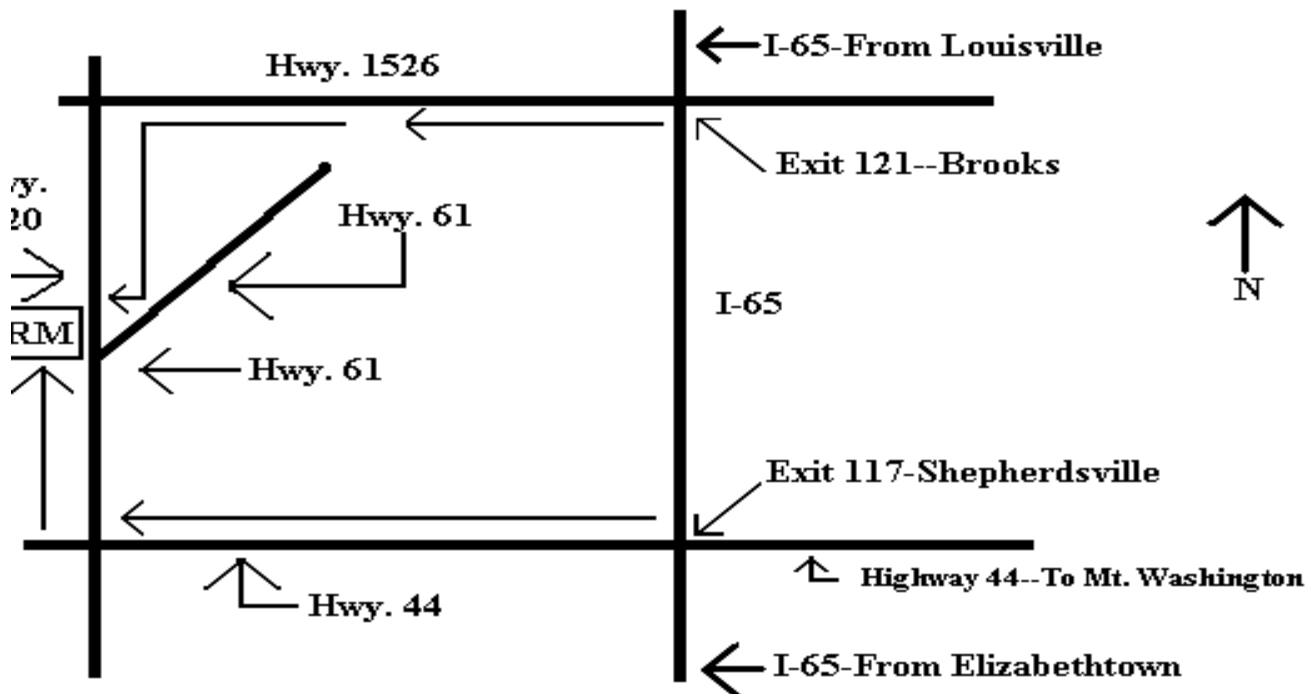 I-65-From Louisville
Hwy. 1526
Exit 121--Brooks
Hwy. 61
20
N
I-65
RM
Hwy. 61
Exit 117-Shepherdsville
Highway 44--To Mt. Washington
Hwy. 44
I-65-From Elizabethtown